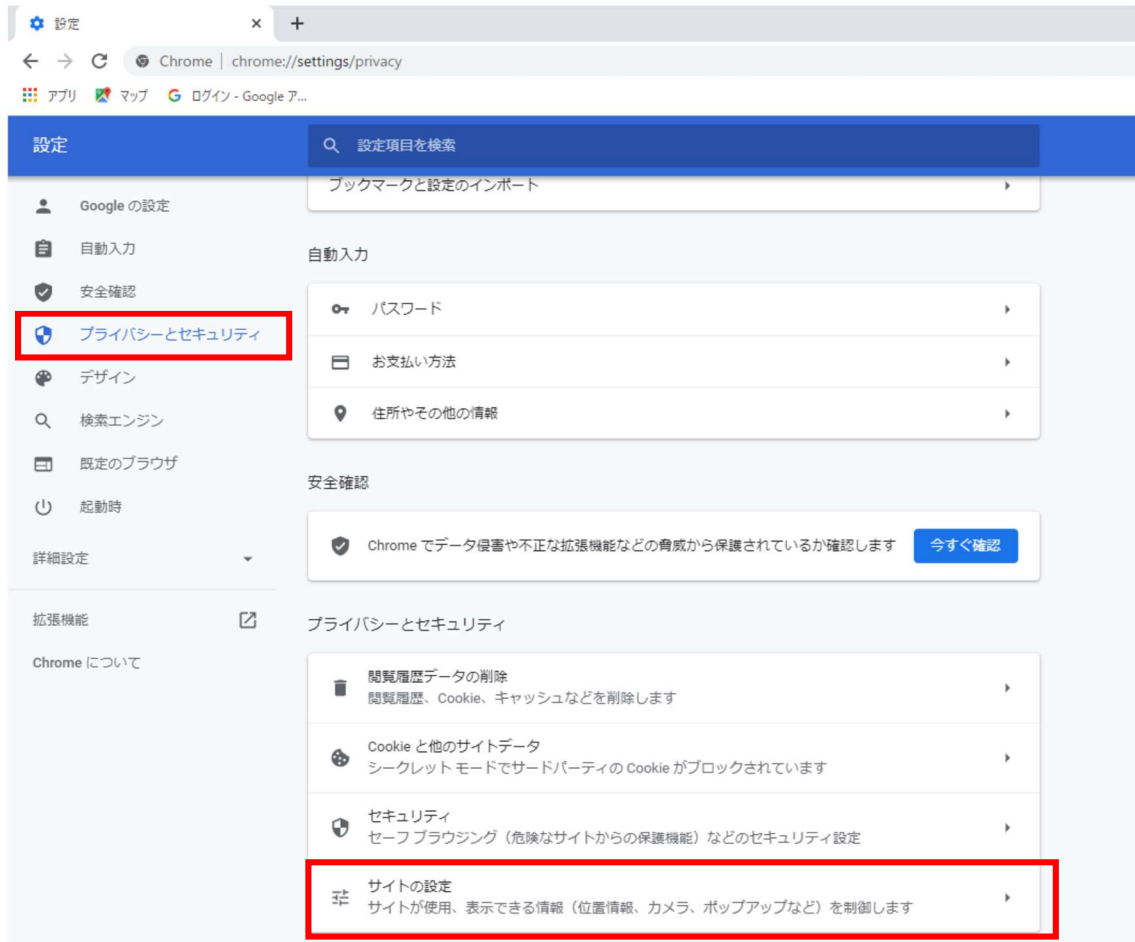 設定
Chrome | chrome://settings/privacy
アプリ マップ ログイン - Google ア...
設定
設定項目を検索
Google の設定
自動入力
安全確認
プライバシーとセキュリティ
デザイン
検索エンジン
既定のブラウザ
起動時
詳細設定
拡張機能
Chrome について
ブックマークと設定のインポート
自動入力
パスワード
お支払い方法
住所やその他の情報
安全確認
Chrome でデータ侵害や不正な拡張機能などの脅威から保護されているか確認します
今すぐ確認
プライバシーとセキュリティ
閲覧履歴データの削除
閲覧履歴、Cookie、キャッシュなどを削除します
Cookie と他のサイトデータ
シークレット モードでサードパーティの Cookie がブロックされています
セキュリティ
セーフ ブラウジング（危険なサイトからの保護機能）などのセキュリティ設定
サイトの設定
サイトが使用、表示できる情報（位置情報、カメラ、ポップアップなど）を制御します